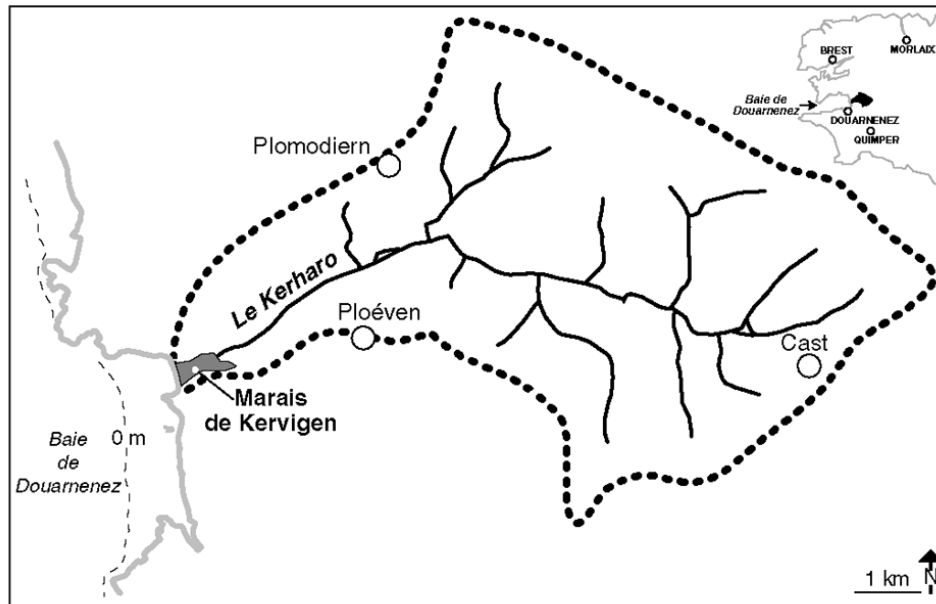 BREST
MORLAIX
Baie de
Douarnenez
DOUARNENEZ
QUIMPER
Plomodiern
Le Kerharo
Ploéven
Cast
Marais
de Kervigen
0 m
Baie
de
Douarnenez
1 km
N